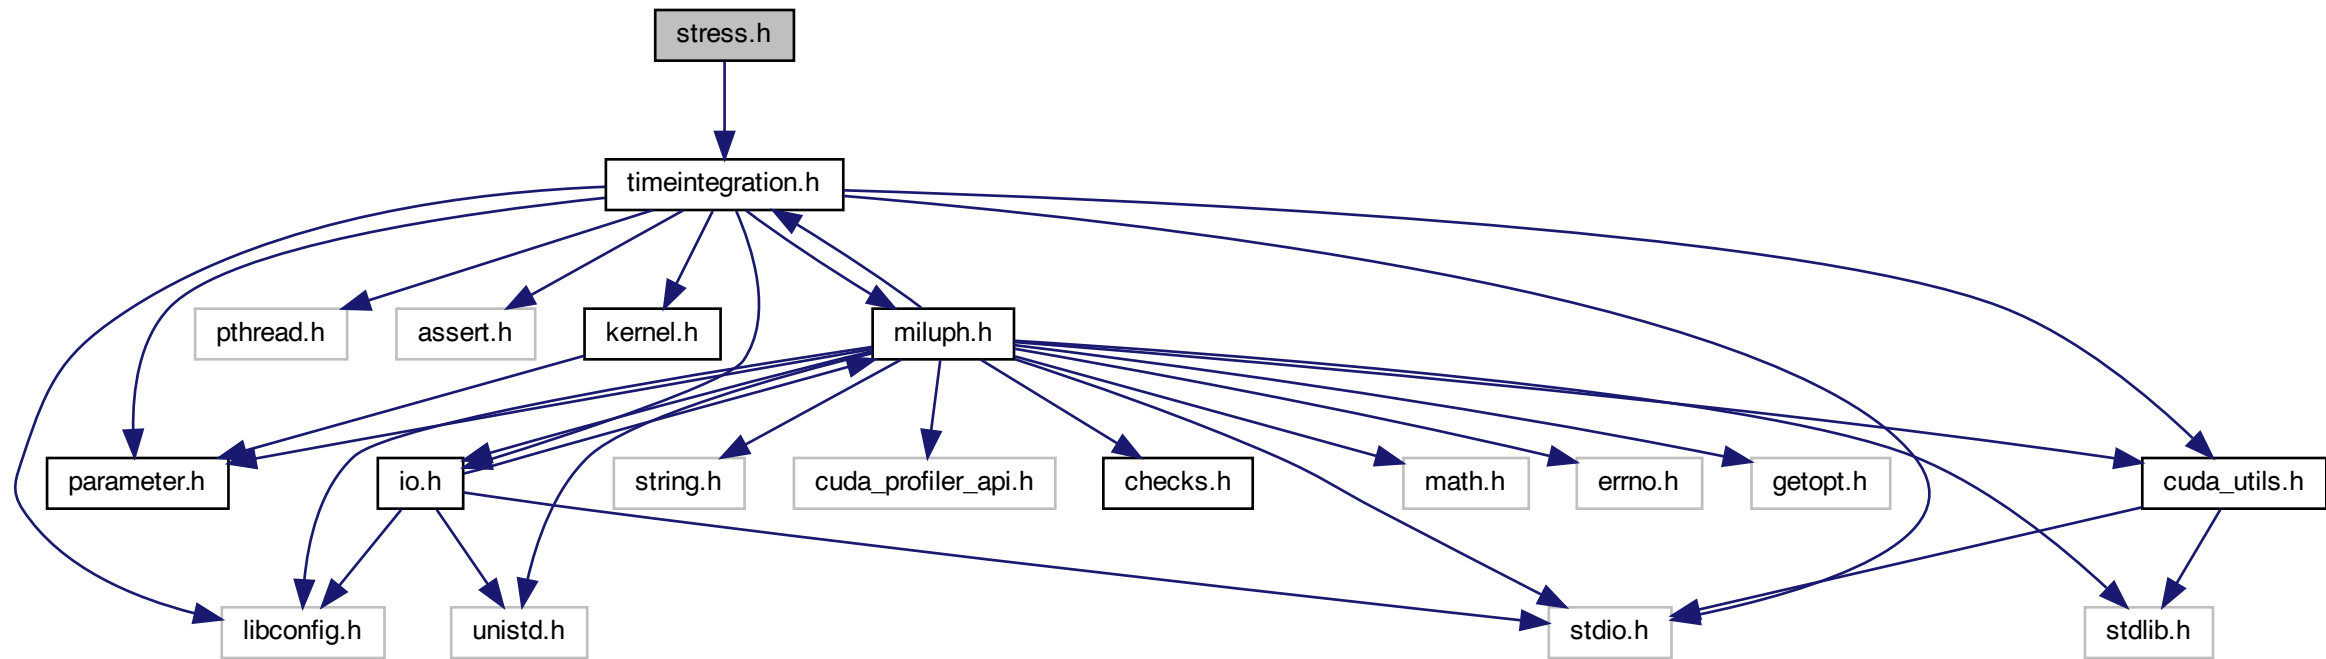 stress.h
timeintegration.h
pthread.h
assert.h
kernel.h
miluph.h
parameter.h
io.h
string.h
cuda_profiler_api.h
checks.h
math.h
errno.h
getopt.h
cuda_utils.h
libconfig.h
unistd.h
stdio.h
stdlib.h